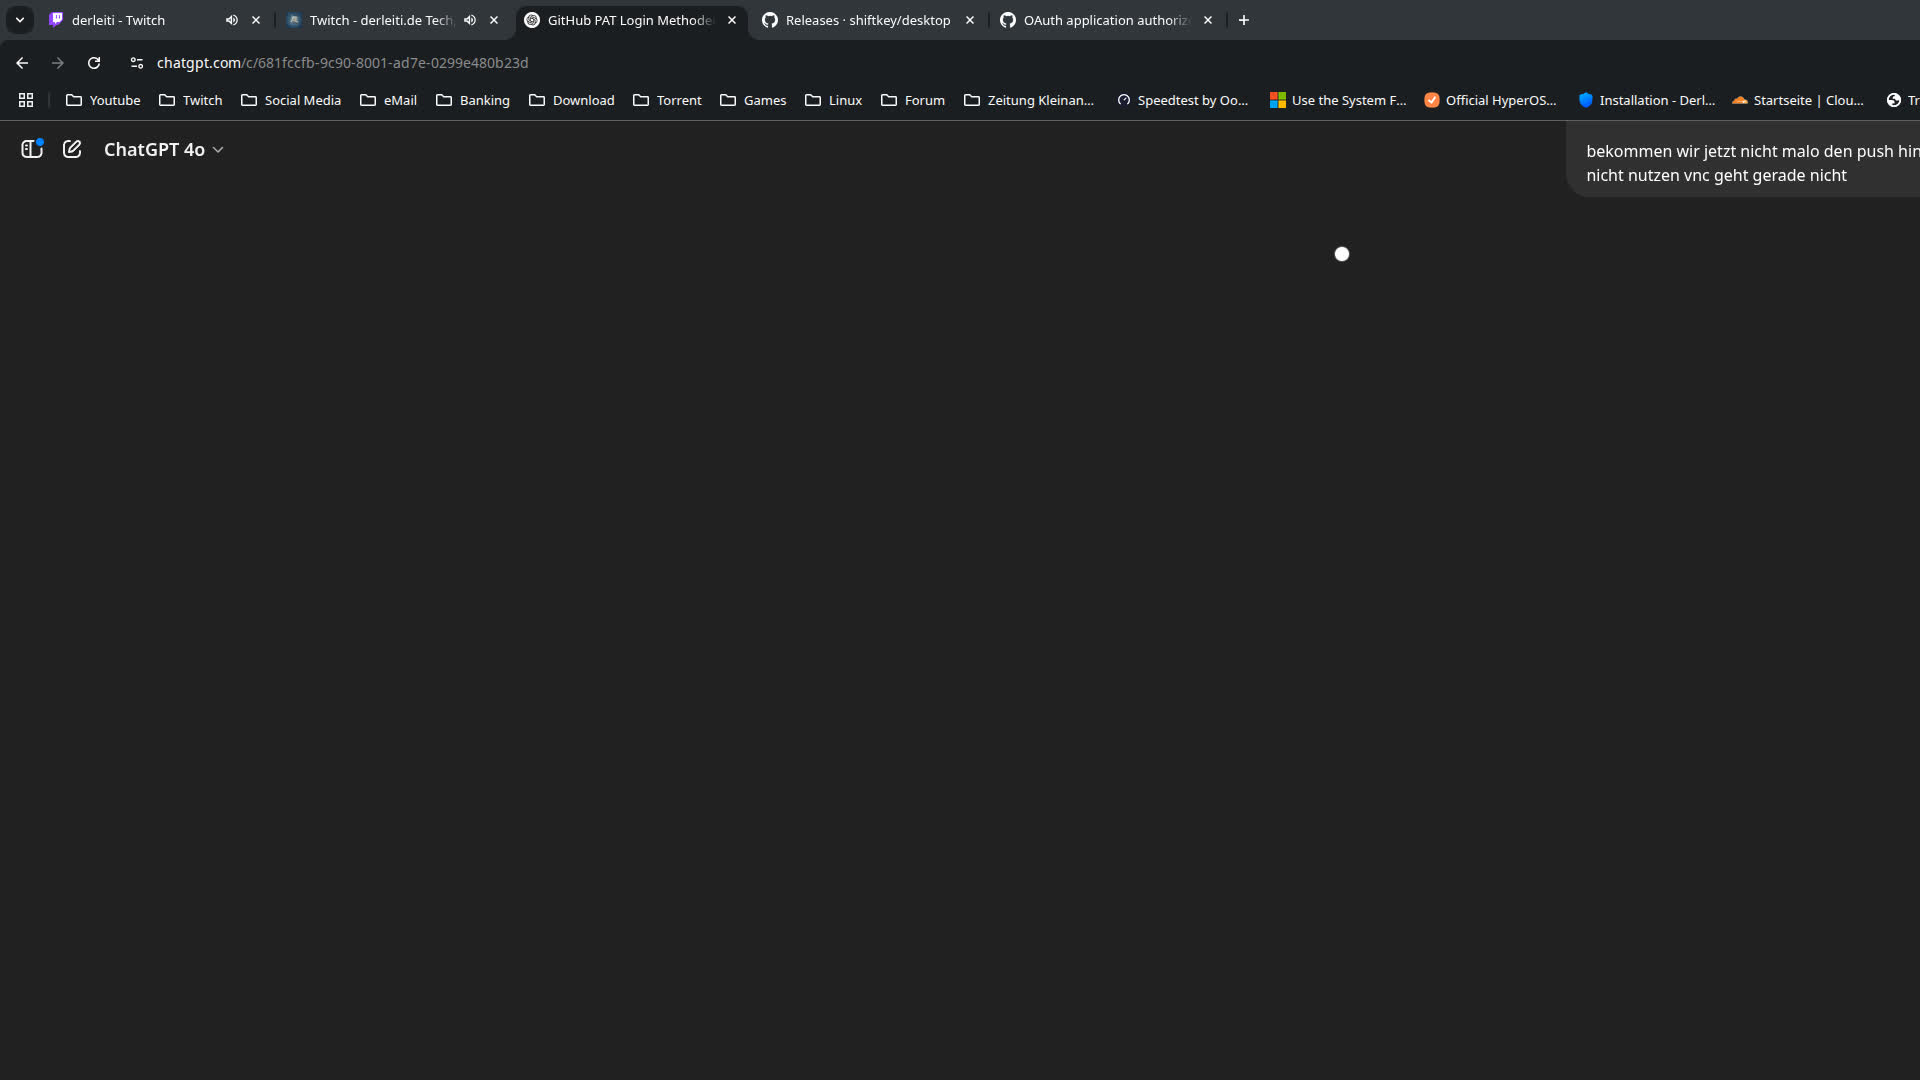 derleiti - Twitch
Twitch - derleiti.de Tech
GitHub PAT Login Methode
Releases · shiftkey/desktop
OAuth application authoriz
chatgpt.com/c/681fccfb-9c90-8001-ad7e-0299e480b23d
Youtube
Twitch
Social Media
eMail
Banking
Download
Torrent
Games
Linux
Forum
Zeitung Kleinan...
Speedtest by Oo...
Use the System F...
Official HyperOS...
Installation - Derl...
Startseite | Clou...
Tr
ChatGPT 4o
bekommen wir jetzt nicht malo den push hin
nicht nutzen vnc geht gerade nicht